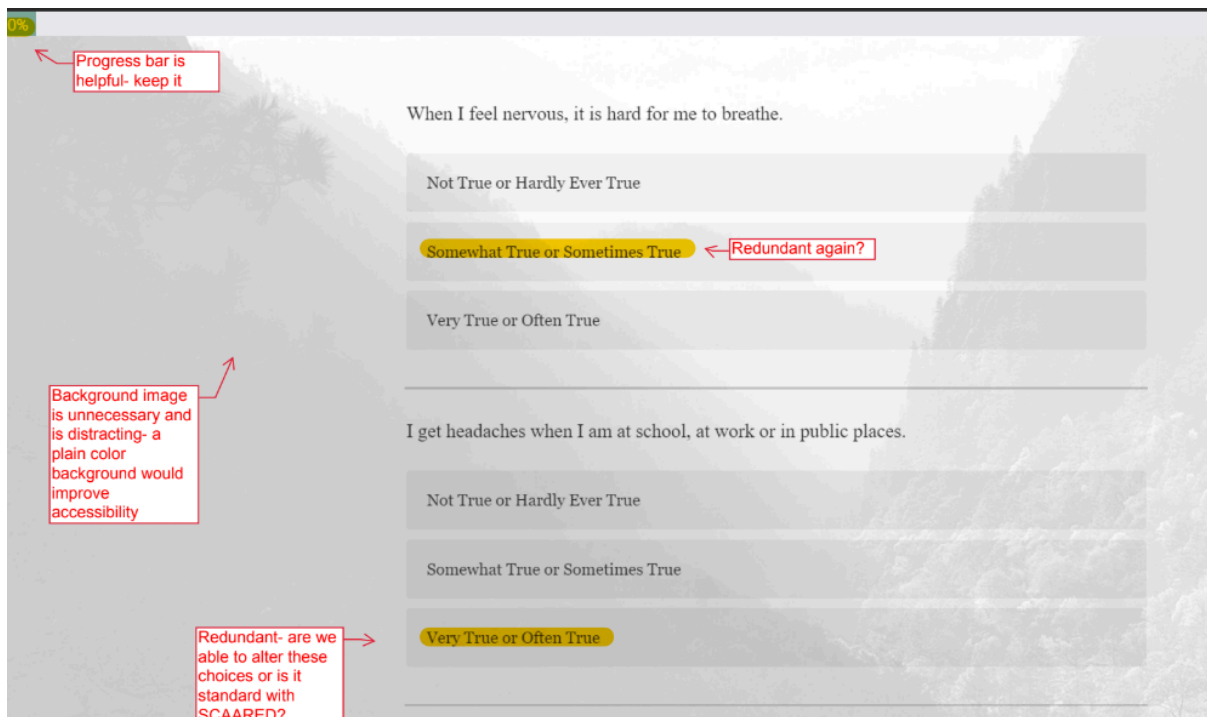 0%
Progress bar is
helpful- keep it
When I feel nervous, it is hard for me to breathe.
Not True or Hardly Ever True
Somewhat True or Sometimes True
Redundant again?
Very True or Often True
Background image
is unnecessary and
is distracting- a
plain color
background would
improve
accessibility
I get headaches when I am at school, at work or in public places.
Not True or Hardly Ever True
Somewhat True or Sometimes True
Very True or Often True
Redundant- are we
able to alter these
choices or is it
standard with
SCAARED?